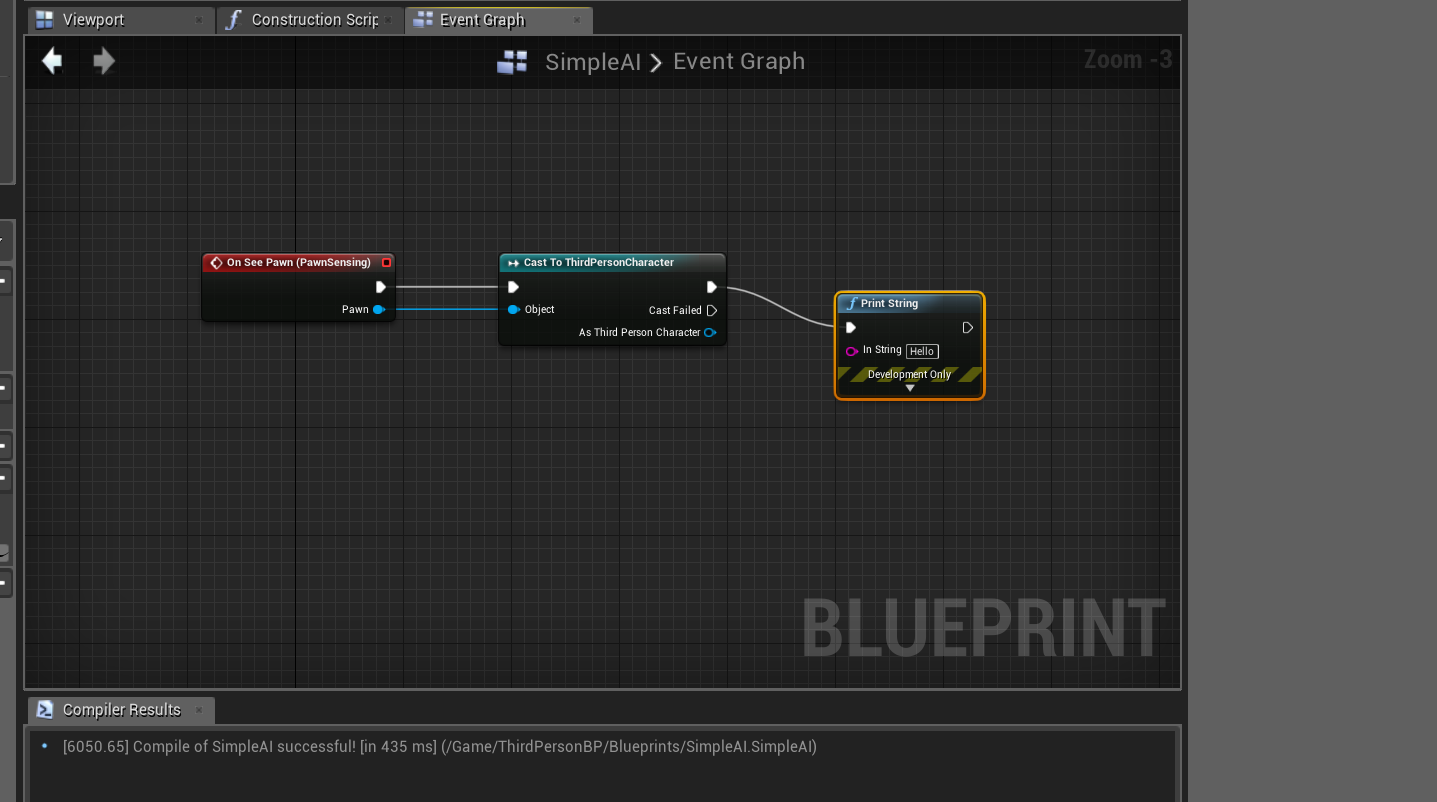 Viewport
Construction Scrip
Event Graph
SimpleAI > Event Graph
Zoom -3
On See Pawn (PawnSensing)
Pawn
Cast To ThirdPersonCharacter
Object
Cast Failed
As Third Person Character
Print String
In String Hello
Development Only
BLUEPRINT
Compiler Results
• [6050.65] Compile of SimpleAI successful! [in 435 ms] (/Game/ThirdPersonBP/Blueprints/SimpleAI.SimpleAI)